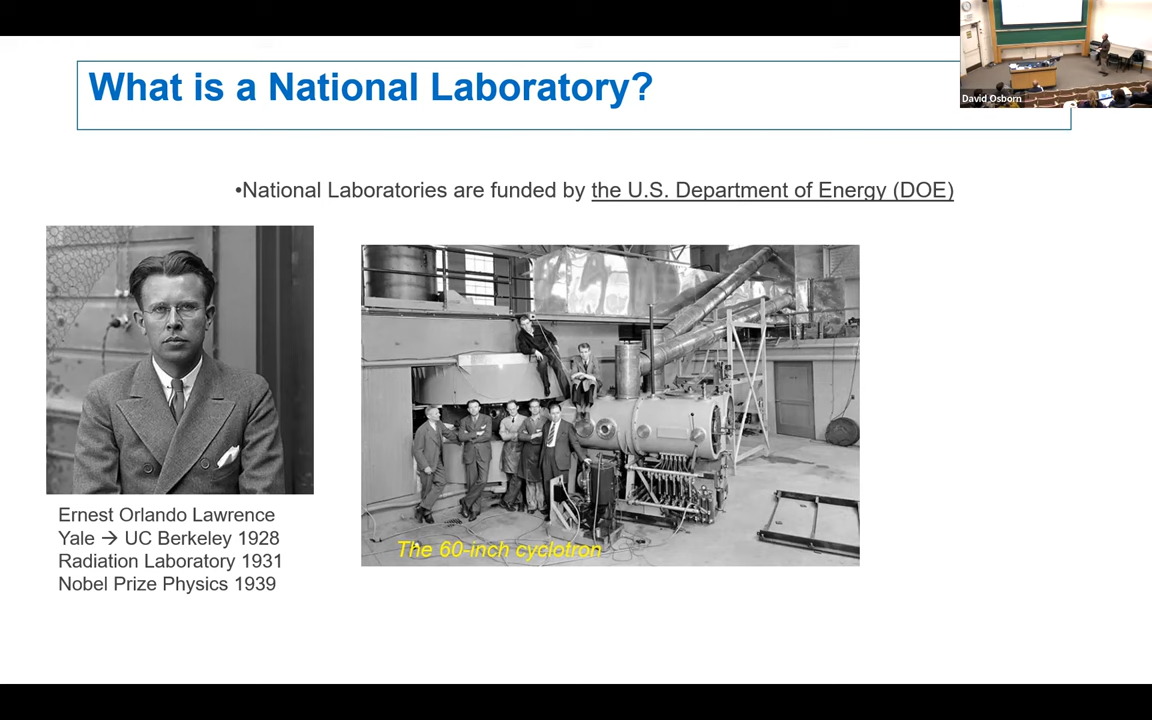 What is a National Laboratory?
David Osborn
•National Laboratories are funded by the U.S. Department of Energy (DOE)
The 60-inch cyclotron
Ernest Orlando Lawrence
Yale → UC Berkeley 1928
Radiation Laboratory 1931
Nobel Prize Physics 1939